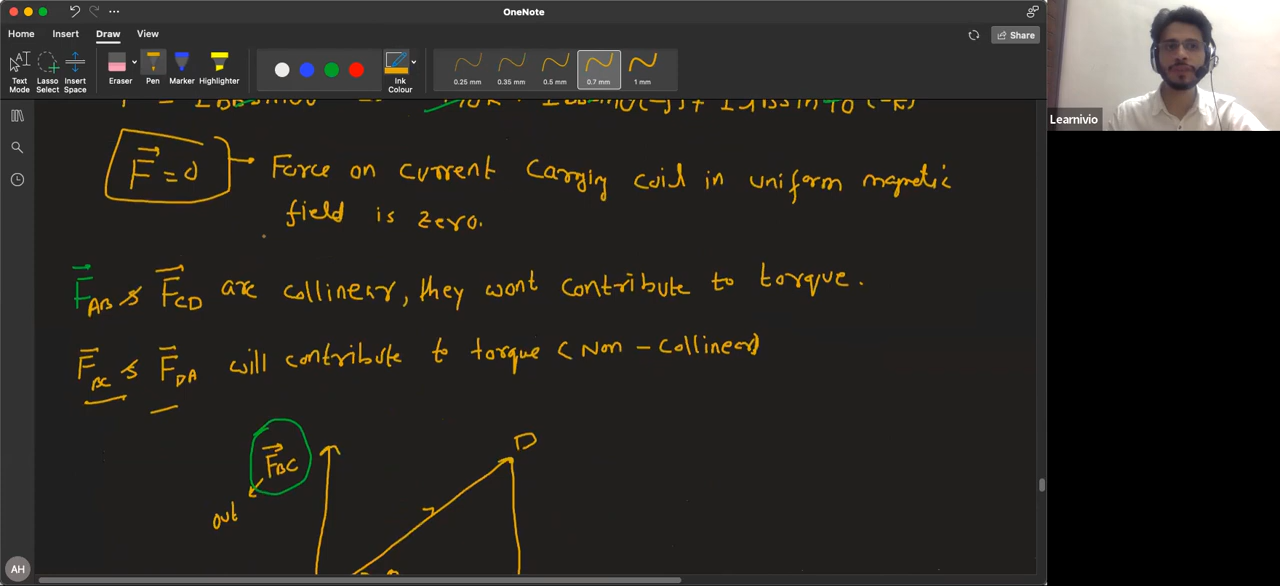 OneNote
Home Insert Draw View
Share
Text Mode
Lasso Select
Insert Space
Eraser
Pen
Marker
Highlighter
Ink Colour
0.25 mm
0.35 mm
0.5 mm
0.7 mm
1 mm
Learnivio
F⃗ = 0 → Force on current carrying coil in uniform magnetic
field is zero.
F⃗AB & F⃗CD are collinear, they wont contribute to torque.
F⃗BC & F⃗DA will contribute to torque (Non - collinear)
D
F⃗BC
out
AH